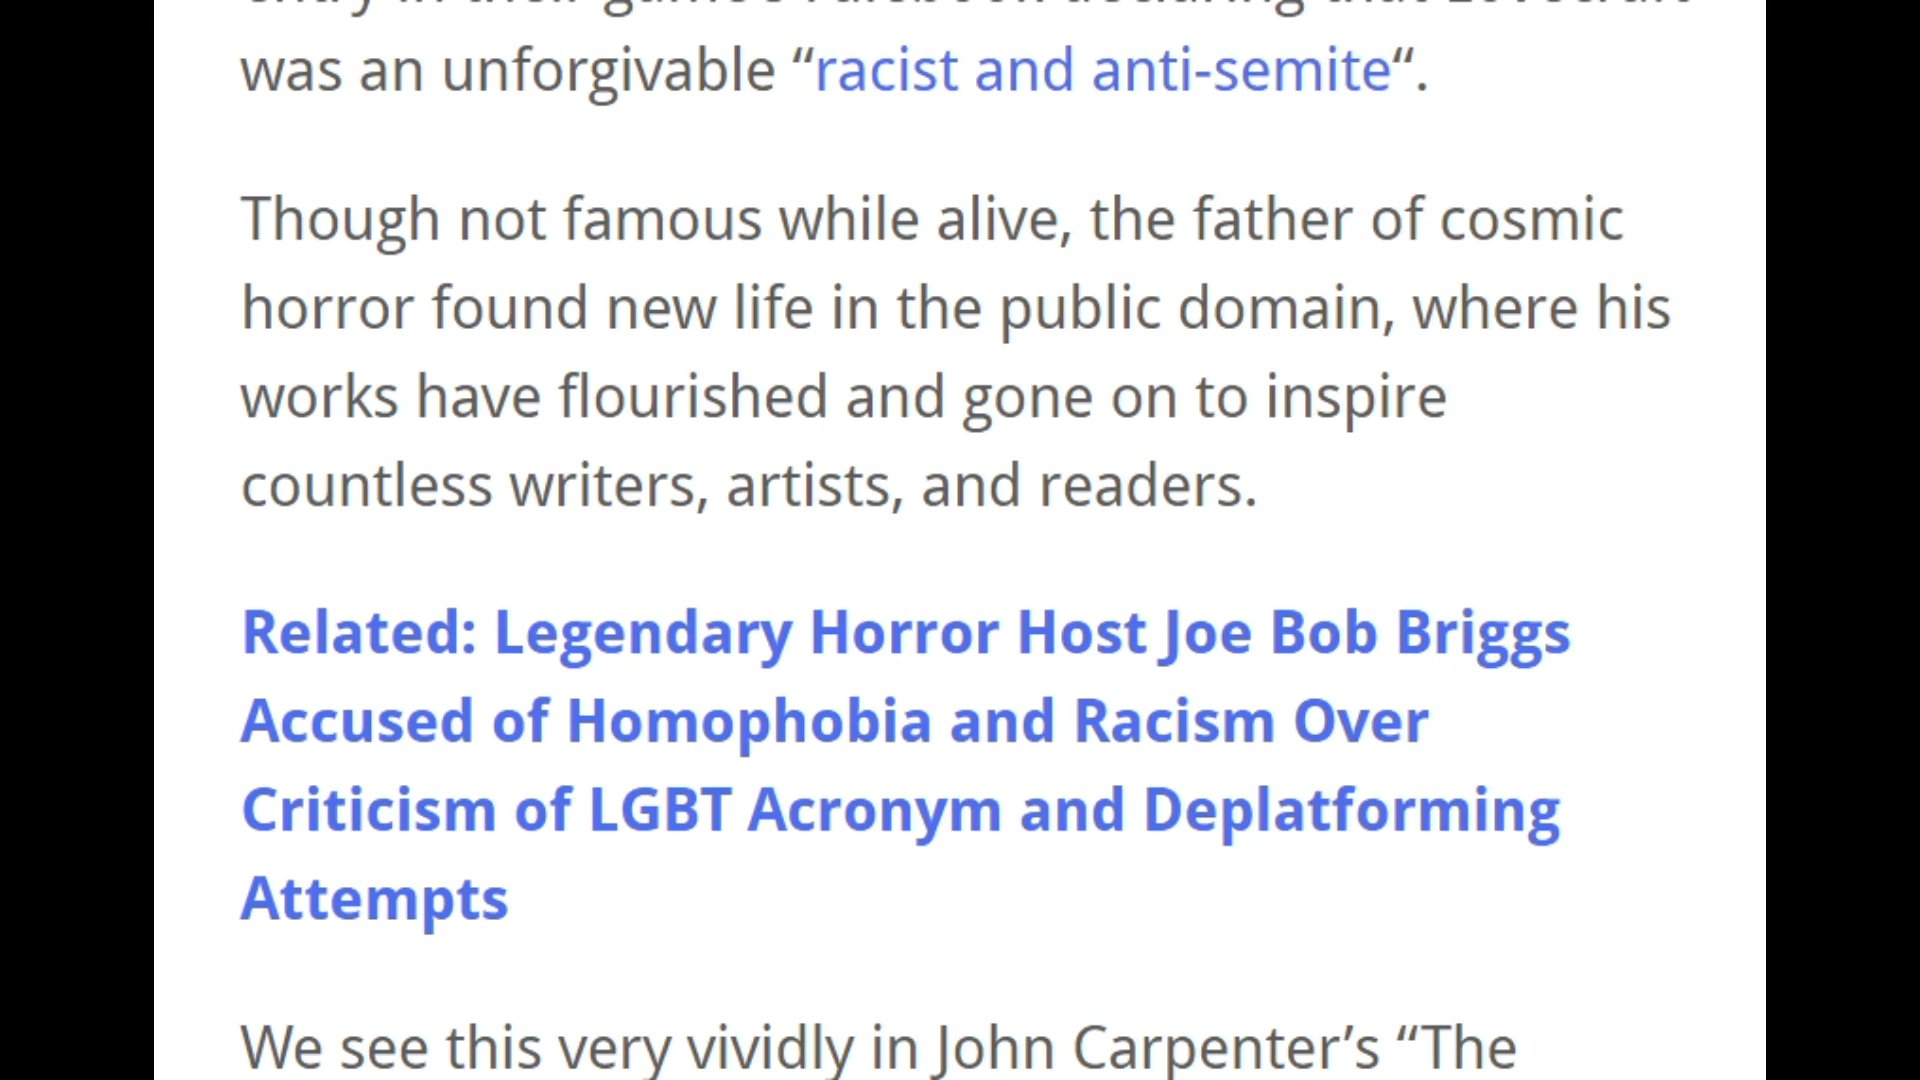 was an unforgivable “racist and anti-semite“.
Though not famous while alive, the father of cosmic
horror found new life in the public domain, where his
works have flourished and gone on to inspire
countless writers, artists, and readers.
Related: Legendary Horror Host Joe Bob Briggs
Accused of Homophobia and Racism Over
Criticism of LGBT Acronym and Deplatforming
Attempts
We see this very vividly in John Carpenter’s “The